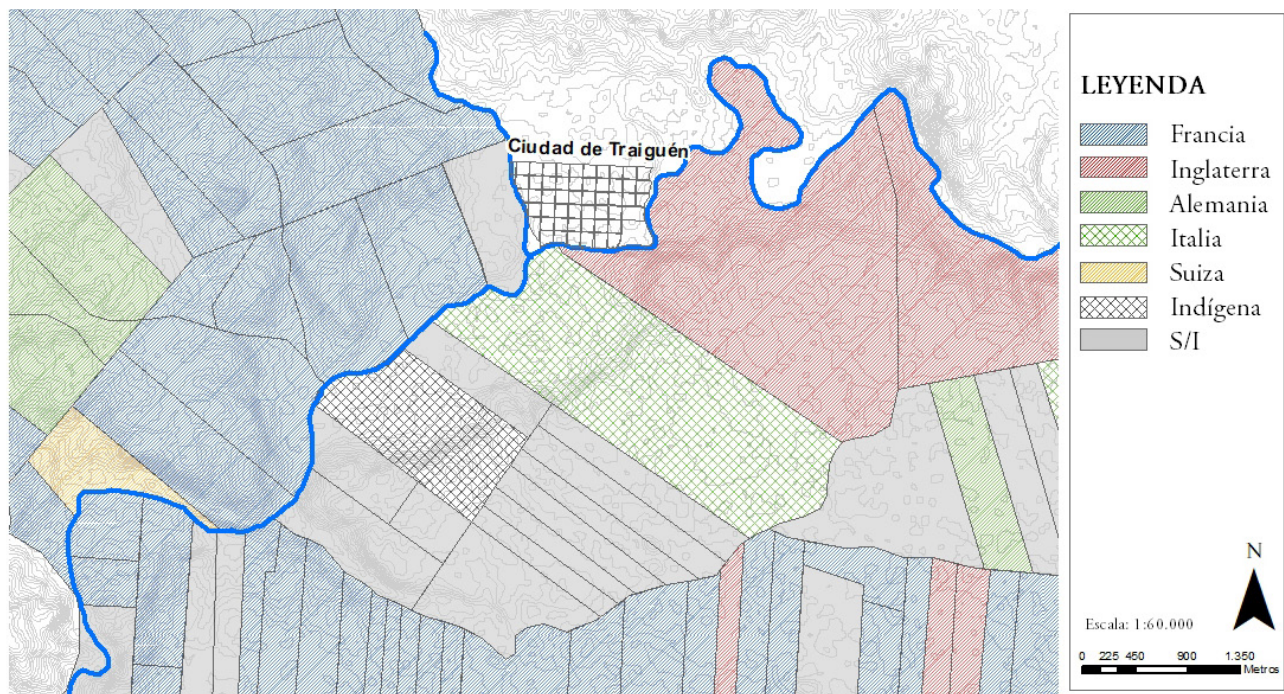 Ciudad de Traiguén
LEYENDA
Francia
Inglaterra
Alemania
Italia
Suiza
Indígena
S/I
N
Escala: 1:60.000
0 225 450 900 1.350
Metros